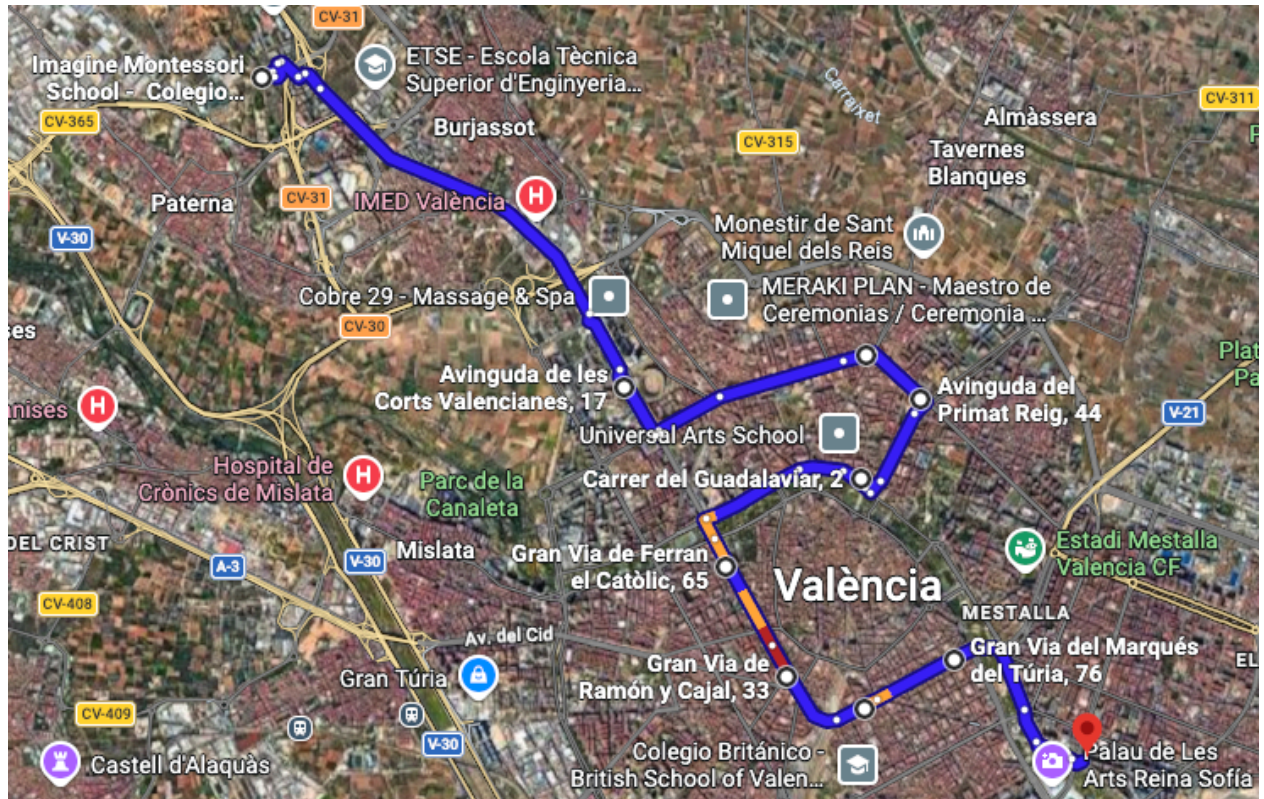 CV-31
Imagine Montessori
School - Colegio...
ETSE - Escola Tècnica
Superior d'Enginyeria...
CV-365
Burjassot
Carraixet
CV-311
Almàssera
CV-315
Tavernes
Blanques
Paterna
CV-31
IMED València
V-30
Monestir de Sant
Miquel dels Reis
Cobre 29 - Massage & Spa
MERAKI PLAN - Maestro de
Ceremonias / Ceremonia ...
CV-30
ses
Plat
Pa
Avinguda de les
Corts Valencianes, 17
Avinguda del
Primat Reig, 44
V-21
anises
Universal Arts School
Hospital de
Crònics de Mislata
Parc de la
Canaleta
Carrer del Guadalaviar, 2
DEL CRIST
Mislata
V-30
A-3
Gran Via de Ferran
el Catòlic, 65
Estadi Mestalla
Valencia CF
València
CV-408
MESTALLA
Av. del Cid
Gran Via del Marqués
del Túria, 76
EL
Gran Túria
Gran Via de
Ramón y Cajal, 33
CV-409
V-30
Castell d'Alaquàs
Colegio Británico -
British School of Valen...
Palau de Les
Arts Reina Sofía